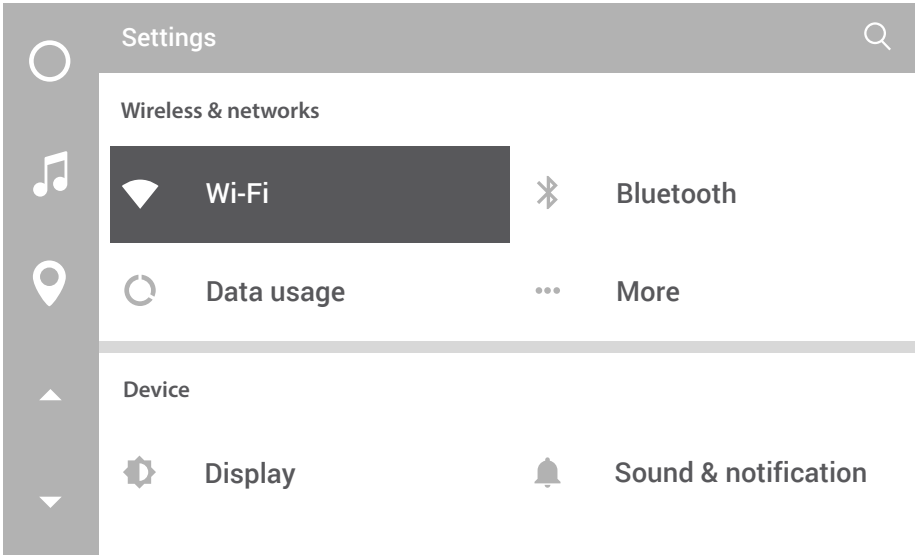 Settings
Wireless & networks
Wi-Fi
Bluetooth
Data usage
More
Device
Display
Sound & notification